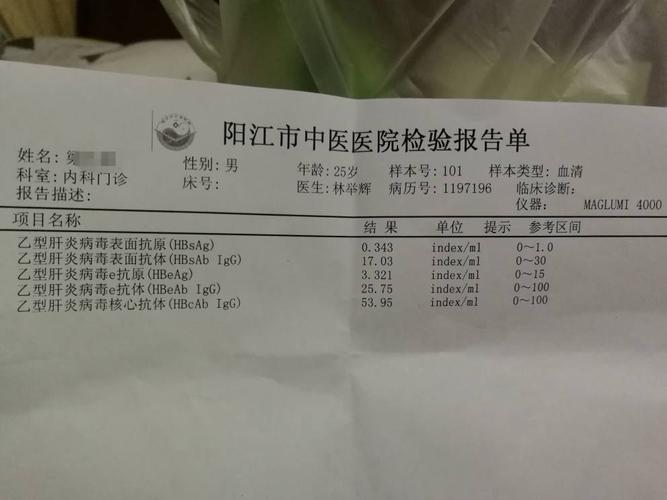 阳江市中医医院检验报告单
姓名: 性别: 男 年龄: 25岁 样本号: 101 样本类型: 血清
科室: 内科门诊 床号: 医生: 林举辉 病历号: 1197196 临床诊断:
报告描述: 仪器: MAGLUMI 4000
项目名称 结果 单位 提示 参考区间
乙型肝炎病毒表面抗原(HBsAg) 0.343 index/ml 0~1.0
乙型肝炎病毒表面抗体(HBsAb IgG) 17.03 index/ml 0~30
乙型肝炎病毒e抗原(HBeAg) 3.321 index/ml 0~15
乙型肝炎病毒e抗体(HBeAb IgG) 25.75 index/ml 0~100
乙型肝炎病毒核心抗体(HBcAb IgG) 53.95 index/ml 0~100